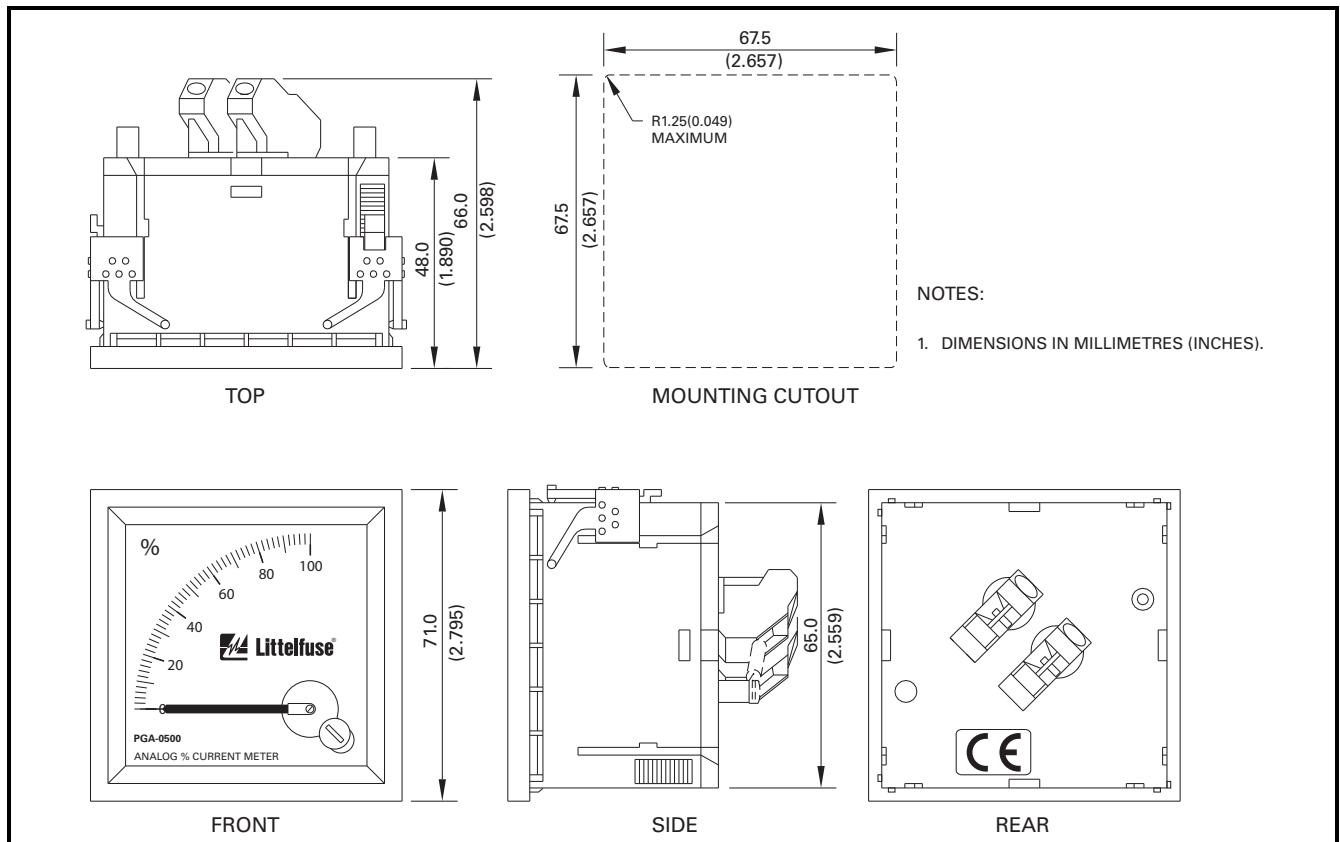 67.5
(2.657)
R1.25(0.049)
MAXIMUM
66.0
(2.598)
48.0
(1.890)
67.5
(2.657)
NOTES:
1. DIMENSIONS IN MILLIMETRES (INCHES).
TOP
MOUNTING CUTOUT
%
100
80
60
40
20
Littelfuse®
PGA-0500
ANALOG % CURRENT METER
71.0
(2.795)
65.0
(2.559)
CE
FRONT
SIDE
REAR